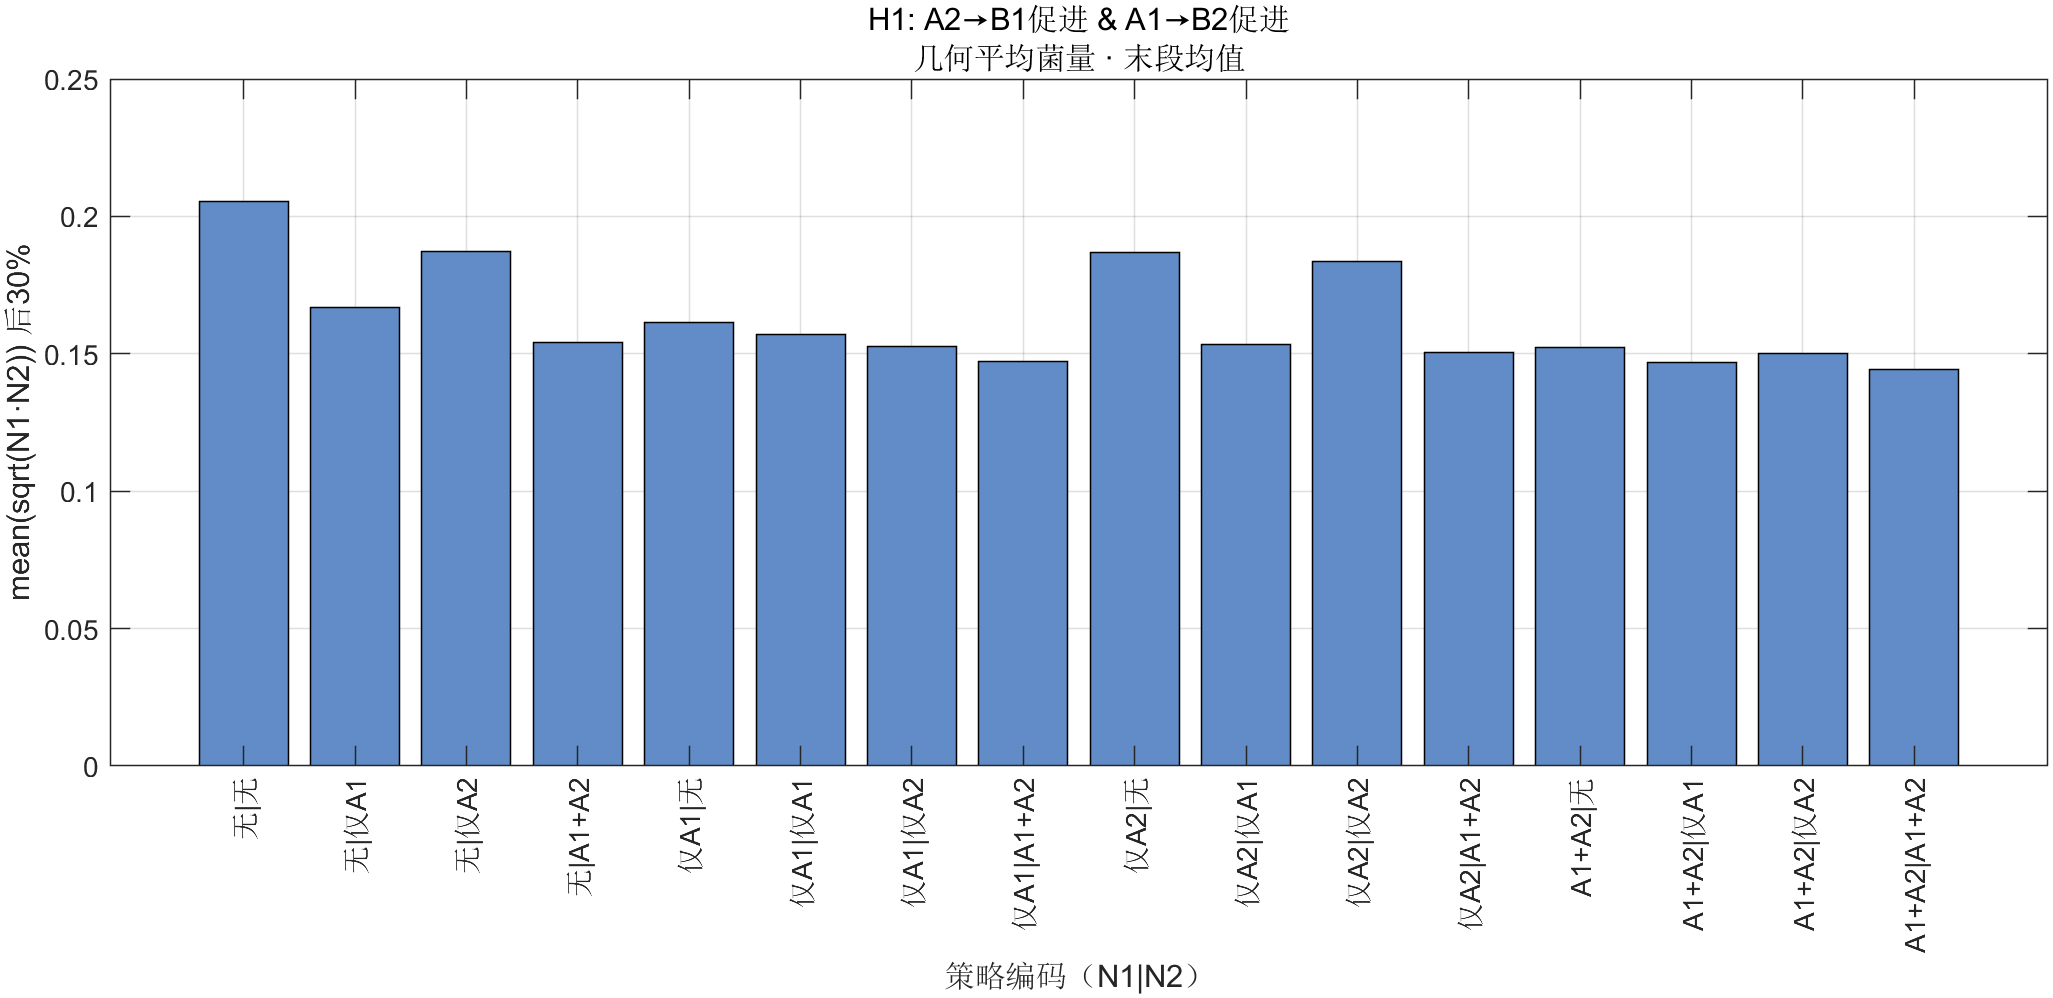 H1: A2→B1促进 & A1→B2促进
几何平均菌量 · 末段均值
mean(sqrt(N1·N2)) 后30%
0.25
0.2
0.15
0.1
0.05
0
无|无
无|仅A1
无|仅A2
无|A1+A2
仅A1|无
仅A1|仅A1
仅A1|仅A2
仅A1|A1+A2
仅A2|无
仅A2|仅A1
仅A2|仅A2
仅A2|A1+A2
A1+A2|无
A1+A2|仅A1
A1+A2|仅A2
A1+A2|A1+A2
策略编码（N1|N2）